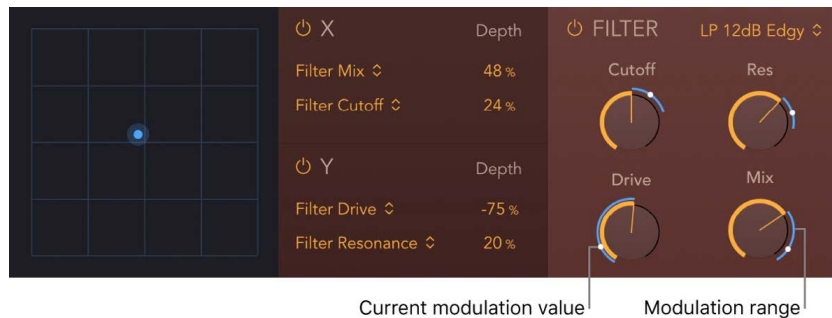 X Depth
Filter Mix 48 %
Filter Cutoff 24 %
Y Depth
Filter Drive -75 %
Filter Resonance 20 %
FILTER LP 12dB Edgy
Cutoff Res
Drive Mix
Current modulation value Modulation range